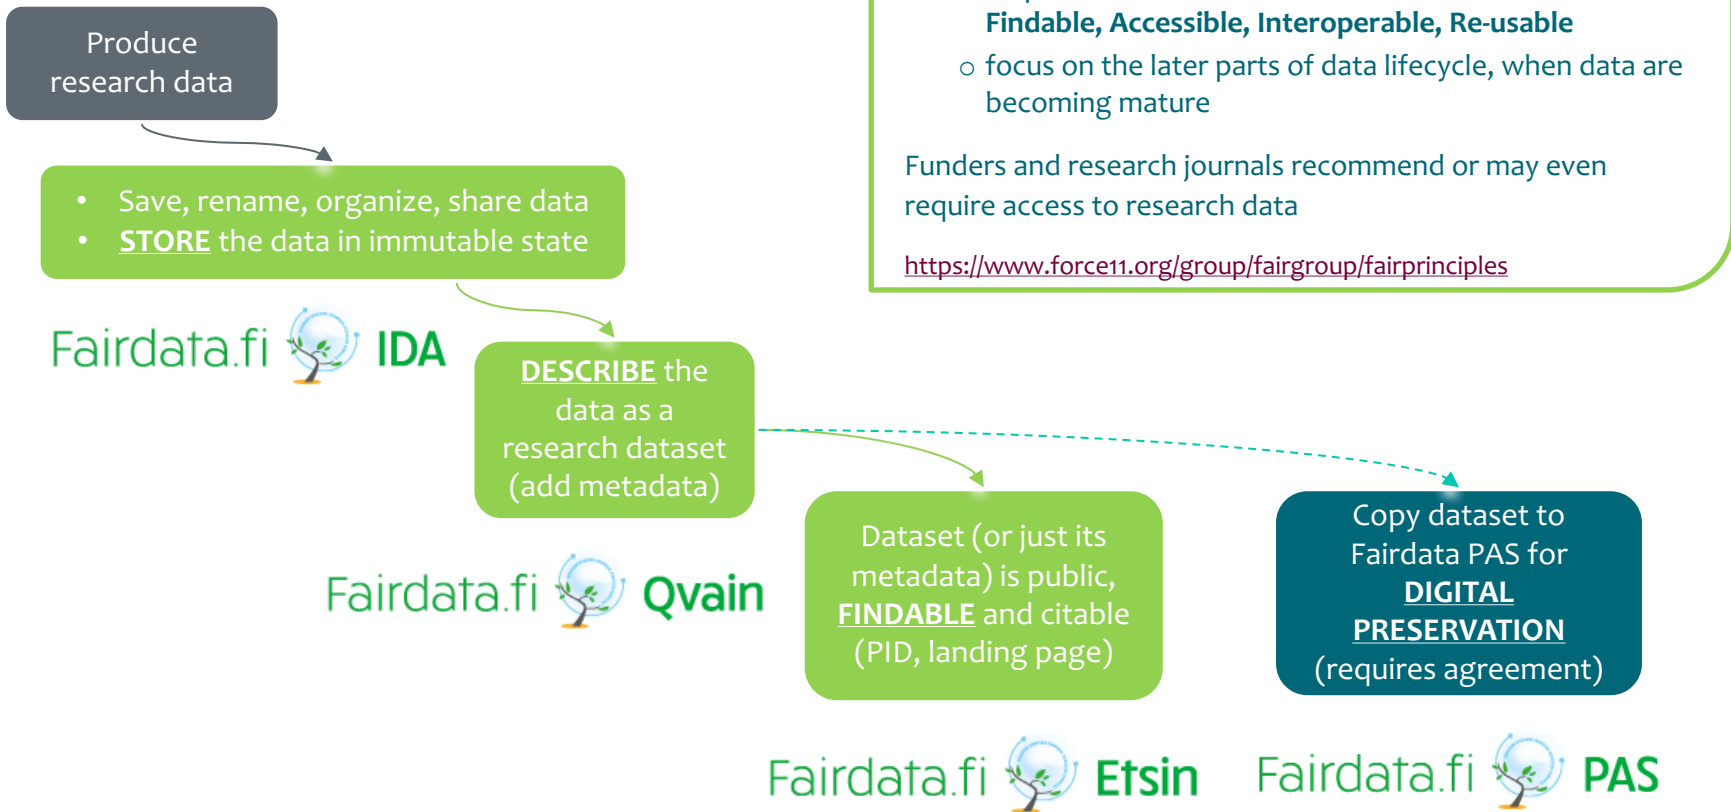 Produce
research data
• Save, rename, organize, share data
• STORE the data in immutable state
Fairdata.fi IDA
DESCRIBE the
data as a
research dataset
(add metadata)
Fairdata.fi Qvain
Dataset (or just its
metadata) is public,
FINDABLE and citable
(PID, landing page)
Fairdata.fi Etsin
Copy dataset to
Fairdata PAS for
DIGITAL
PRESERVATION
(requires agreement)
Fairdata.fi PAS
Findable, Accessible, Interoperable, Re-usable
o focus on the later parts of data lifecycle, when data are
becoming mature
Funders and research journals recommend or may even
require access to research data
https://www.force11.org/group/fairgroup/fairprinciples